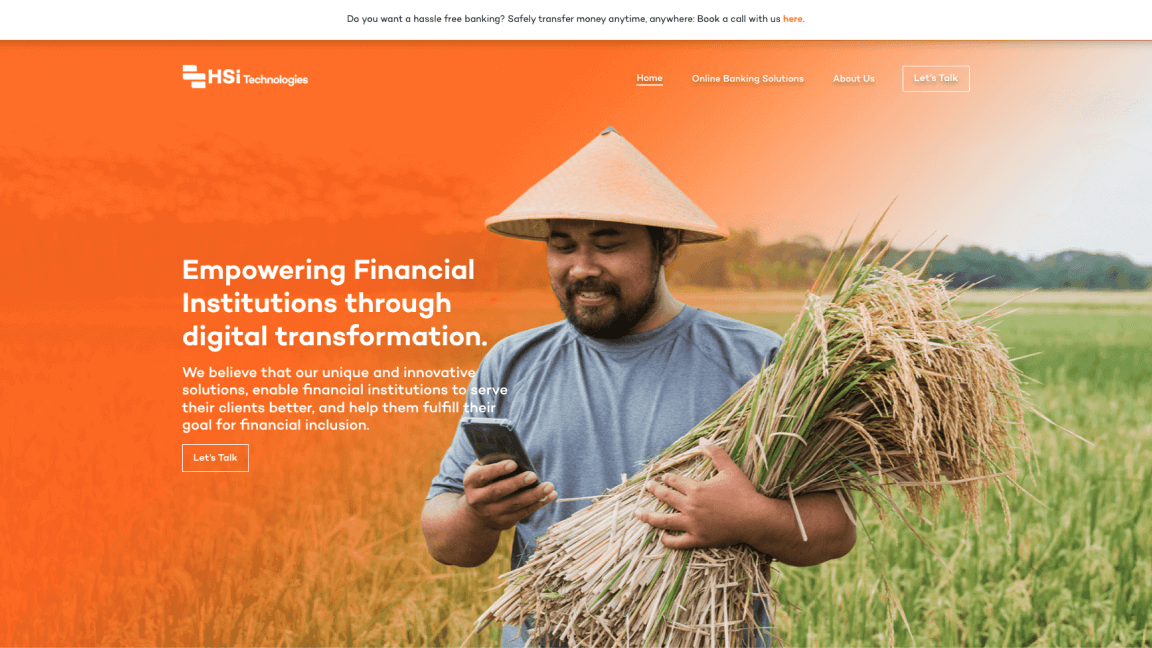 Do you want a hassle free banking? Safely transfer money anytime, anywhere: Book a call with us here.
HSi Technologies
Home
Online Banking Solutions
About Us
Let's Talk
Empowering Financial
Institutions through
digital transformation.
We believe that our unique and innovative
solutions, enable financial institutions to serve
their clients better, and help them fulfill their
goal for financial inclusion.
Let's Talk